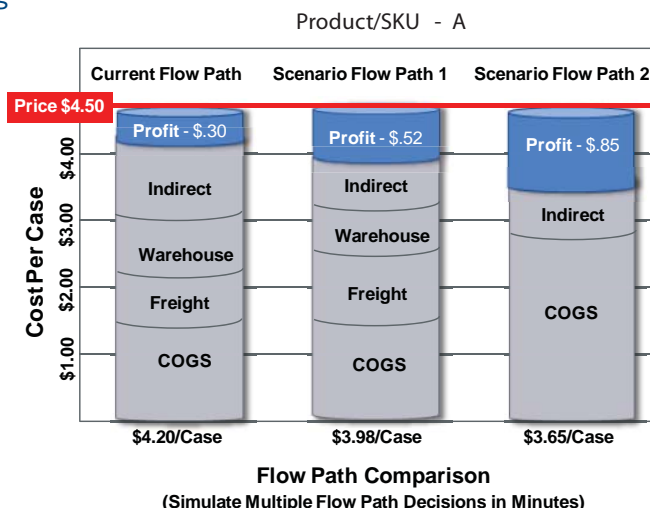 s
Product/SKU - A
Current Flow Path Scenario Flow Path 1 Scenario Flow Path 2
Price $4.50
Profit - $.30 Profit - $.52 Profit - $.85
Indirect Indirect Indirect
Warehouse Warehouse
Freight Freight
COGS COGS COGS
Cost Per Case
$4.00
$3.00
$2.00
$1.00
$4.20/Case $3.98/Case $3.65/Case
Flow Path Comparison
(Simulate Multiple Flow Path Decisions in Minutes)